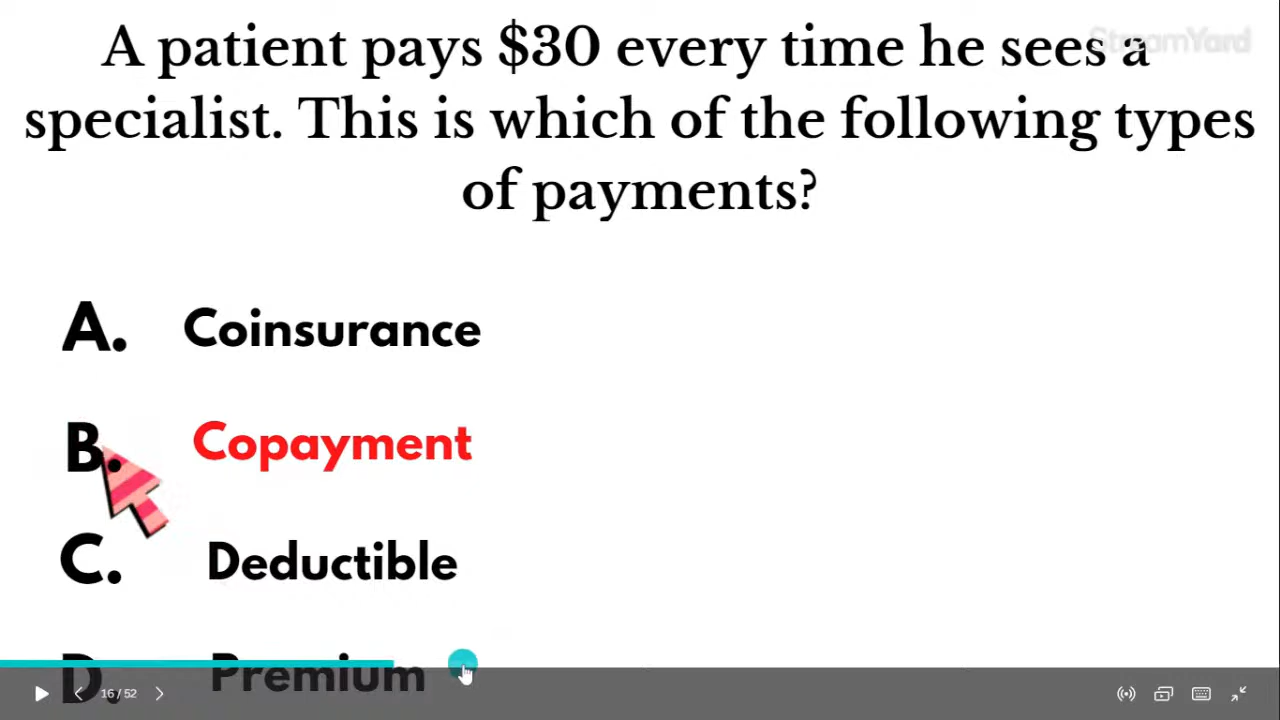 StreamYard
A patient pays $30 every time he sees a
specialist. This is which of the following types
of payments?
A. Coinsurance
B. Copayment
C. Deductible
D. Premium
16 / 52